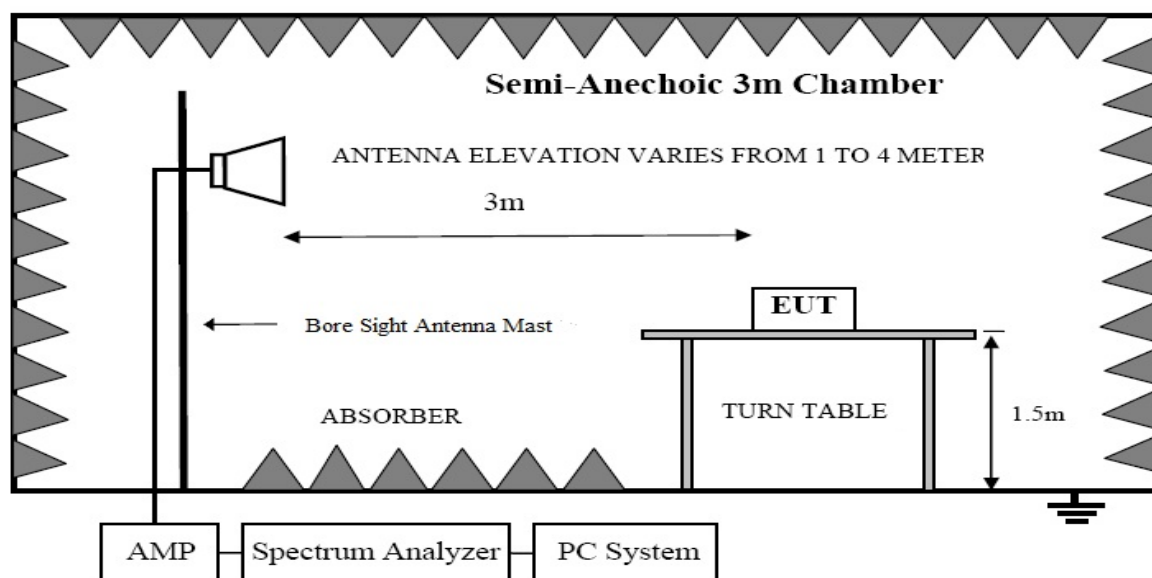 Semi-Anechoic 3m Chamber
ANTENNA ELEVATION VARIES FROM 1 TO 4 METER
3m
EUT
Bore Sight Antenna Mast
ABSORBER
TURN TABLE
1.5m
AMP
Spectrum Analyzer
PC System